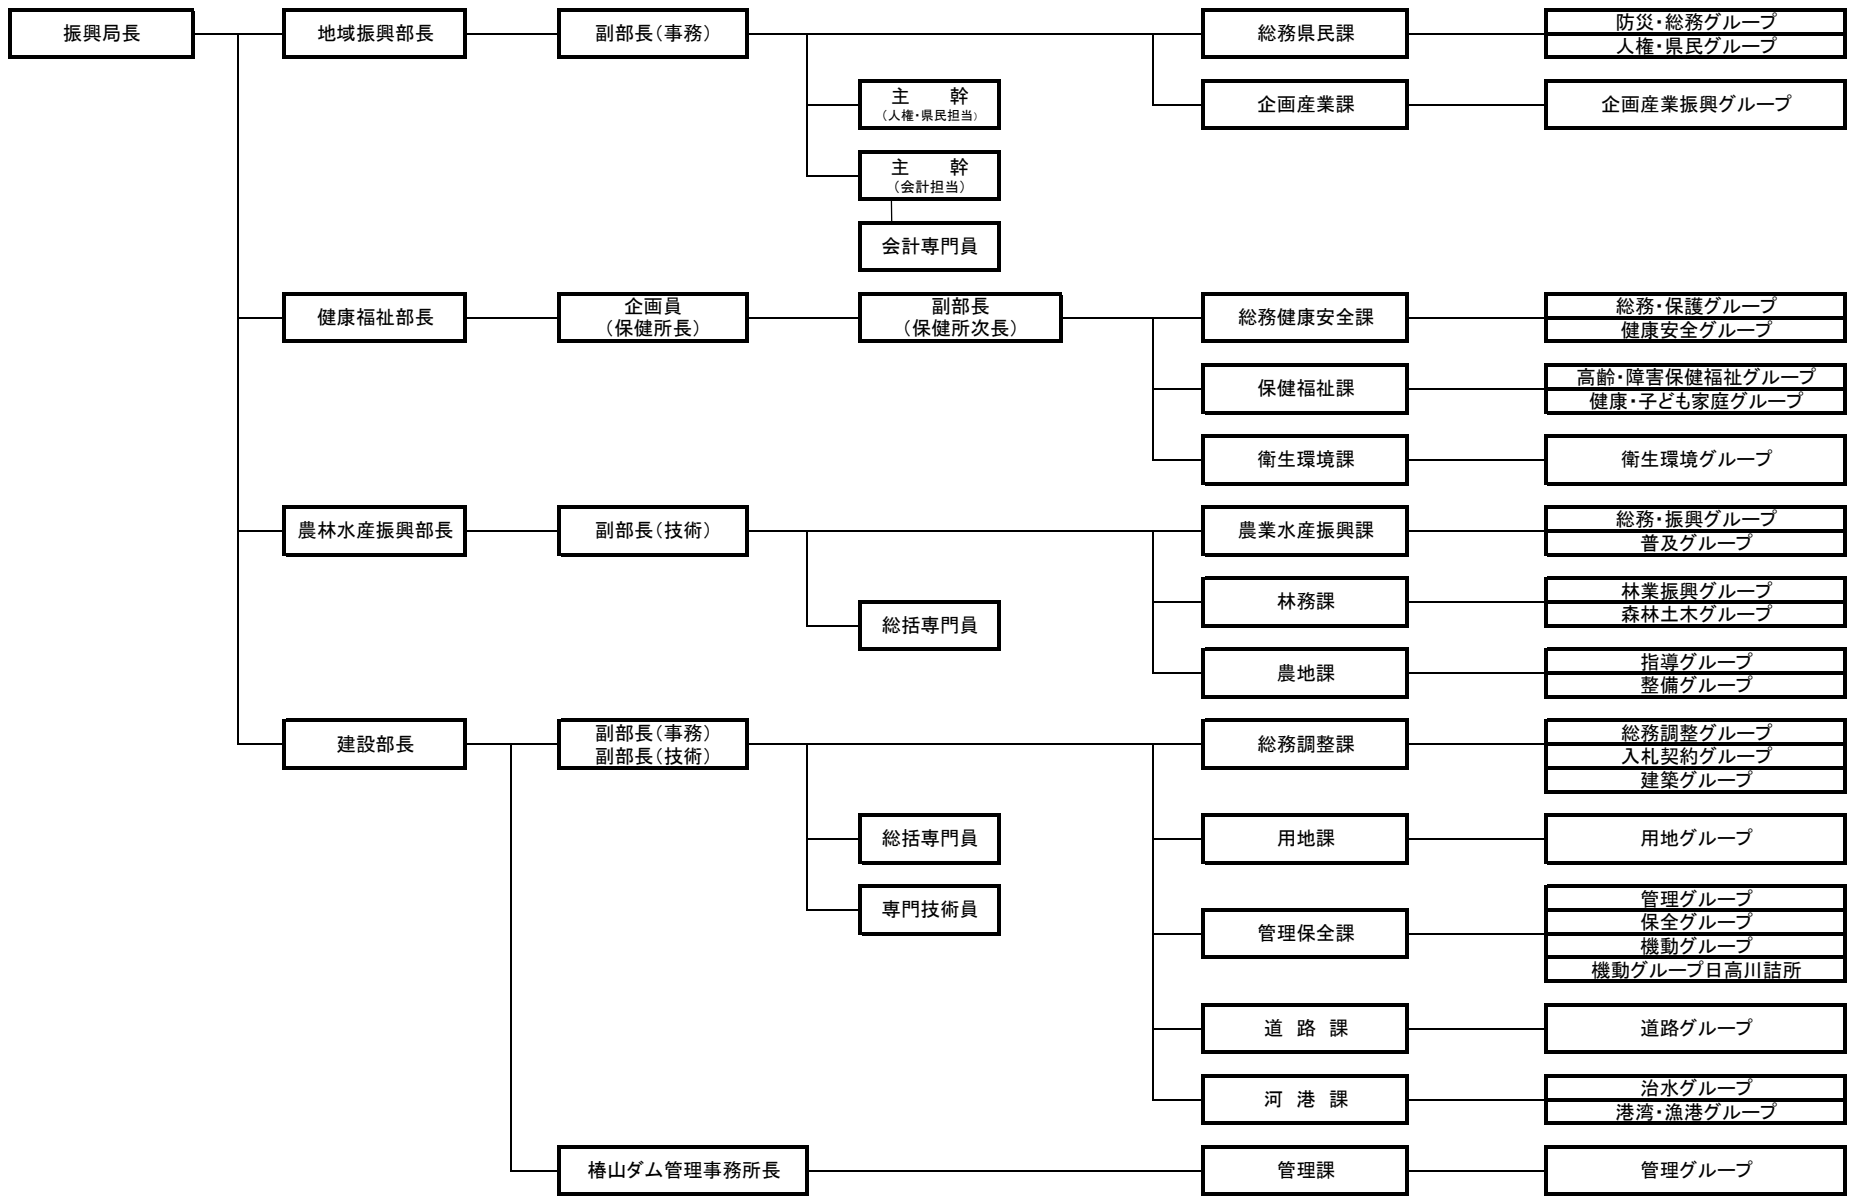 振興局長
地域振興部長
副部長（事務）
総務県民課
防災・総務グループ
人権・県民グループ
主　幹
（人権・県民担当）
企画産業課
企画産業振興グループ
主　幹
（会計担当）
会計専門員
健康福祉部長
企画員
（保健所長）
副部長
（保健所次長）
総務健康安全課
総務・保護グループ
健康安全グループ
保健福祉課
高齢・障害保健福祉グループ
健康・子ども家庭グループ
衛生環境課
衛生環境グループ
農林水産振興部長
副部長（技術）
農業水産振興課
総務・振興グループ
普及グループ
総括専門員
林務課
林業振興グループ
森林土木グループ
農地課
指導グループ
整備グループ
建設部長
副部長（事務）
副部長（技術）
総務調整課
総務調整グループ
入札契約グループ
建築グループ
総括専門員
用地課
用地グループ
専門技術員
管理保全課
管理グループ
保全グループ
機動グループ
機動グループ日高川詰所
道　路　課
道路グループ
河　港　課
治水グループ
港湾・漁港グループ
椿山ダム管理事務所長
管理課
管理グループ